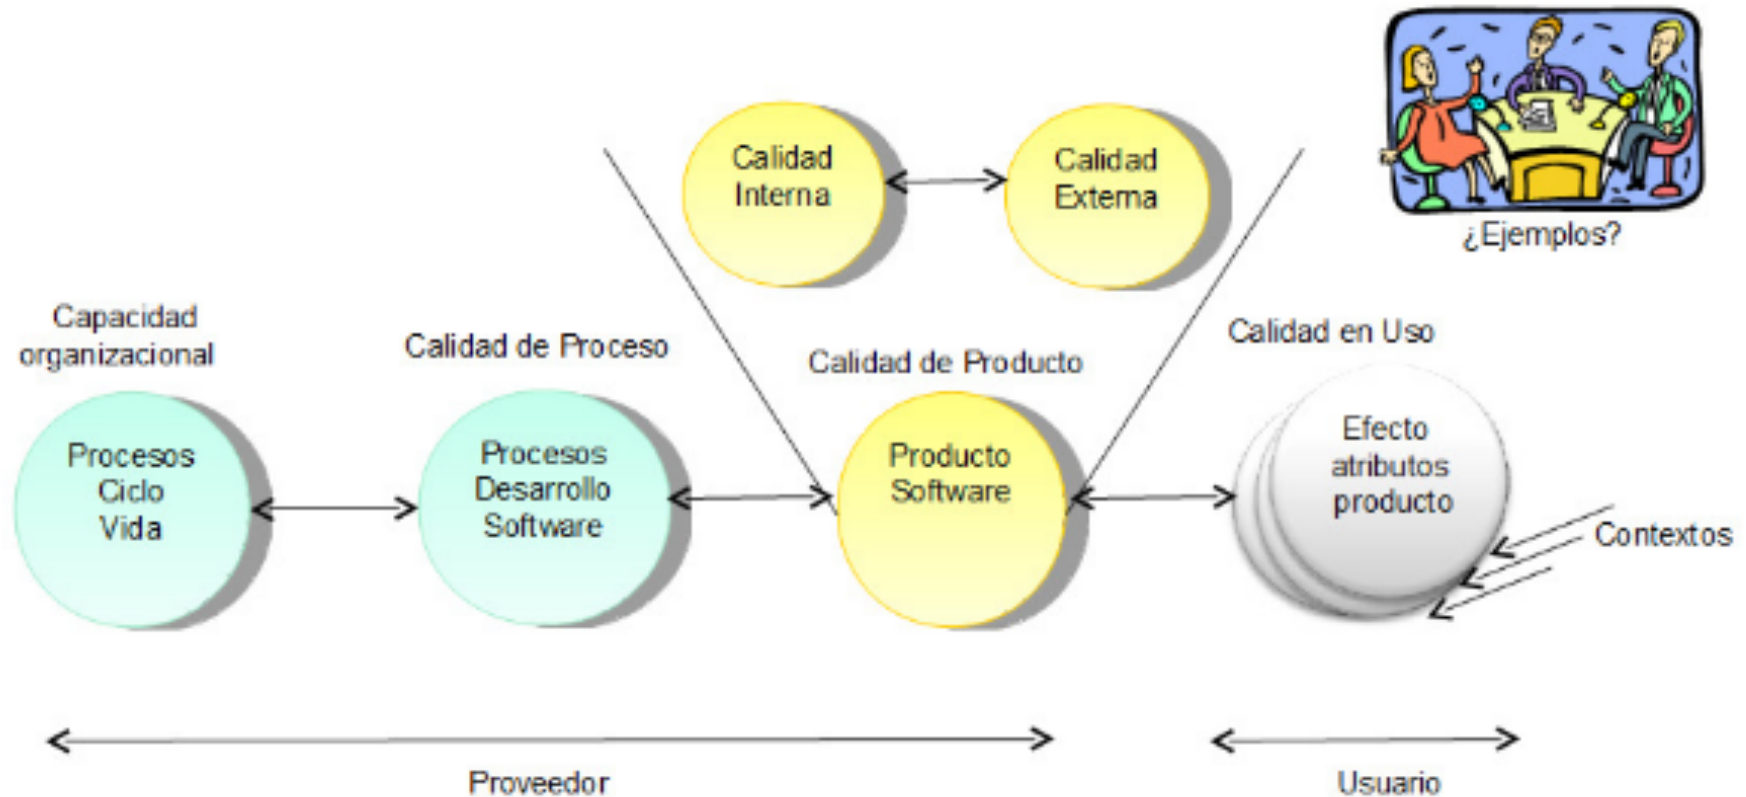 Calidad
Interna
Calidad
Externa
¿Ejemplos?
Capacidad
organizacional
Calidad de Proceso
Calidad de Producto
Calidad en Uso
Procesos
Ciclo
Vida
Procesos
Desarrollo
Software
Producto
Software
Efecto
atributos
producto
Contextos
Proveedor
Usuario